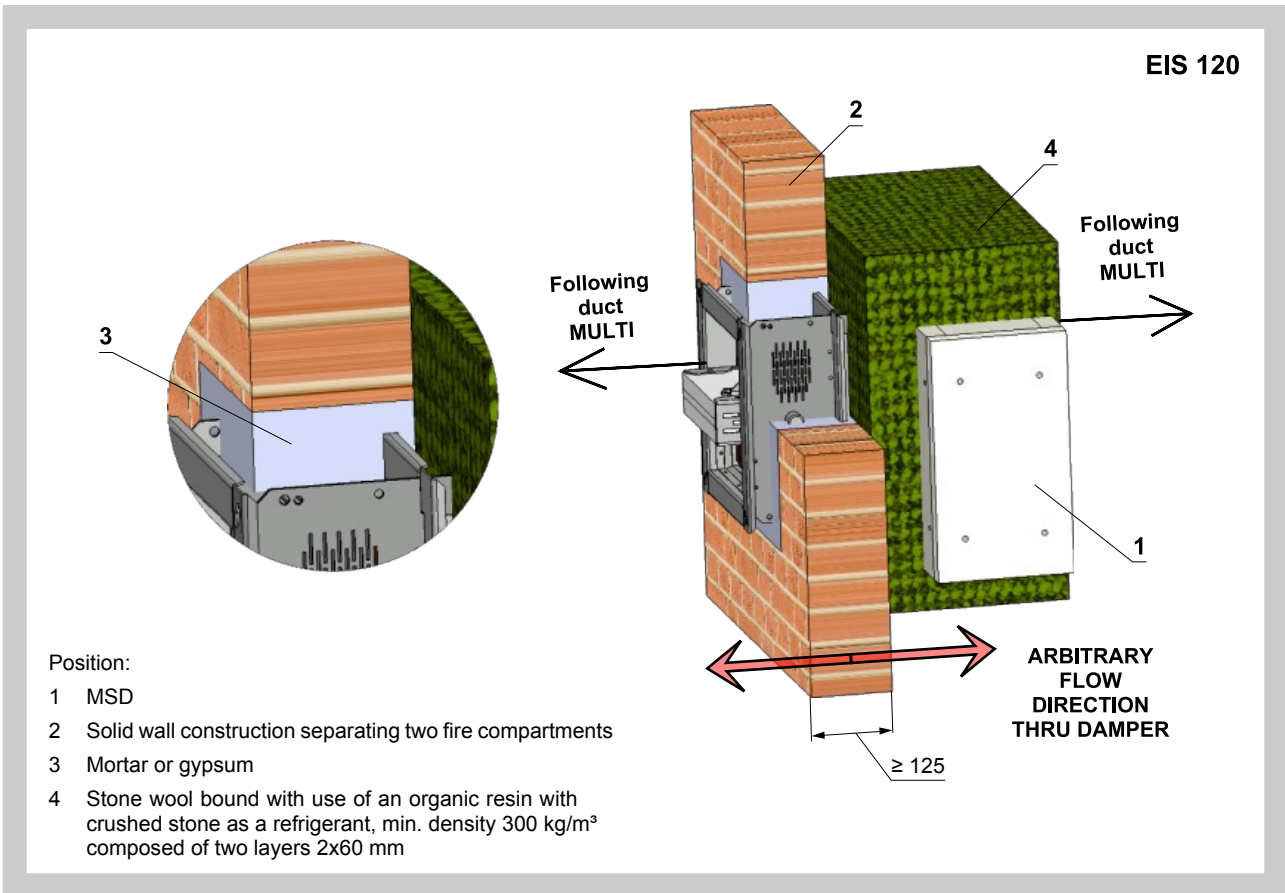 EIS 120
2
4
Following
duct
MULTI
Following
duct
MULTI
3
1
ARBITRARY
FLOW
DIRECTION
THRU DAMPER
≥ 125
Position:
1 MSD
2 Solid wall construction separating two fire compartments
3 Mortar or gypsum
4 Stone wool bound with use of an organic resin with
crushed stone as a refrigerant, min. density 300 kg/m³
composed of two layers 2x60 mm